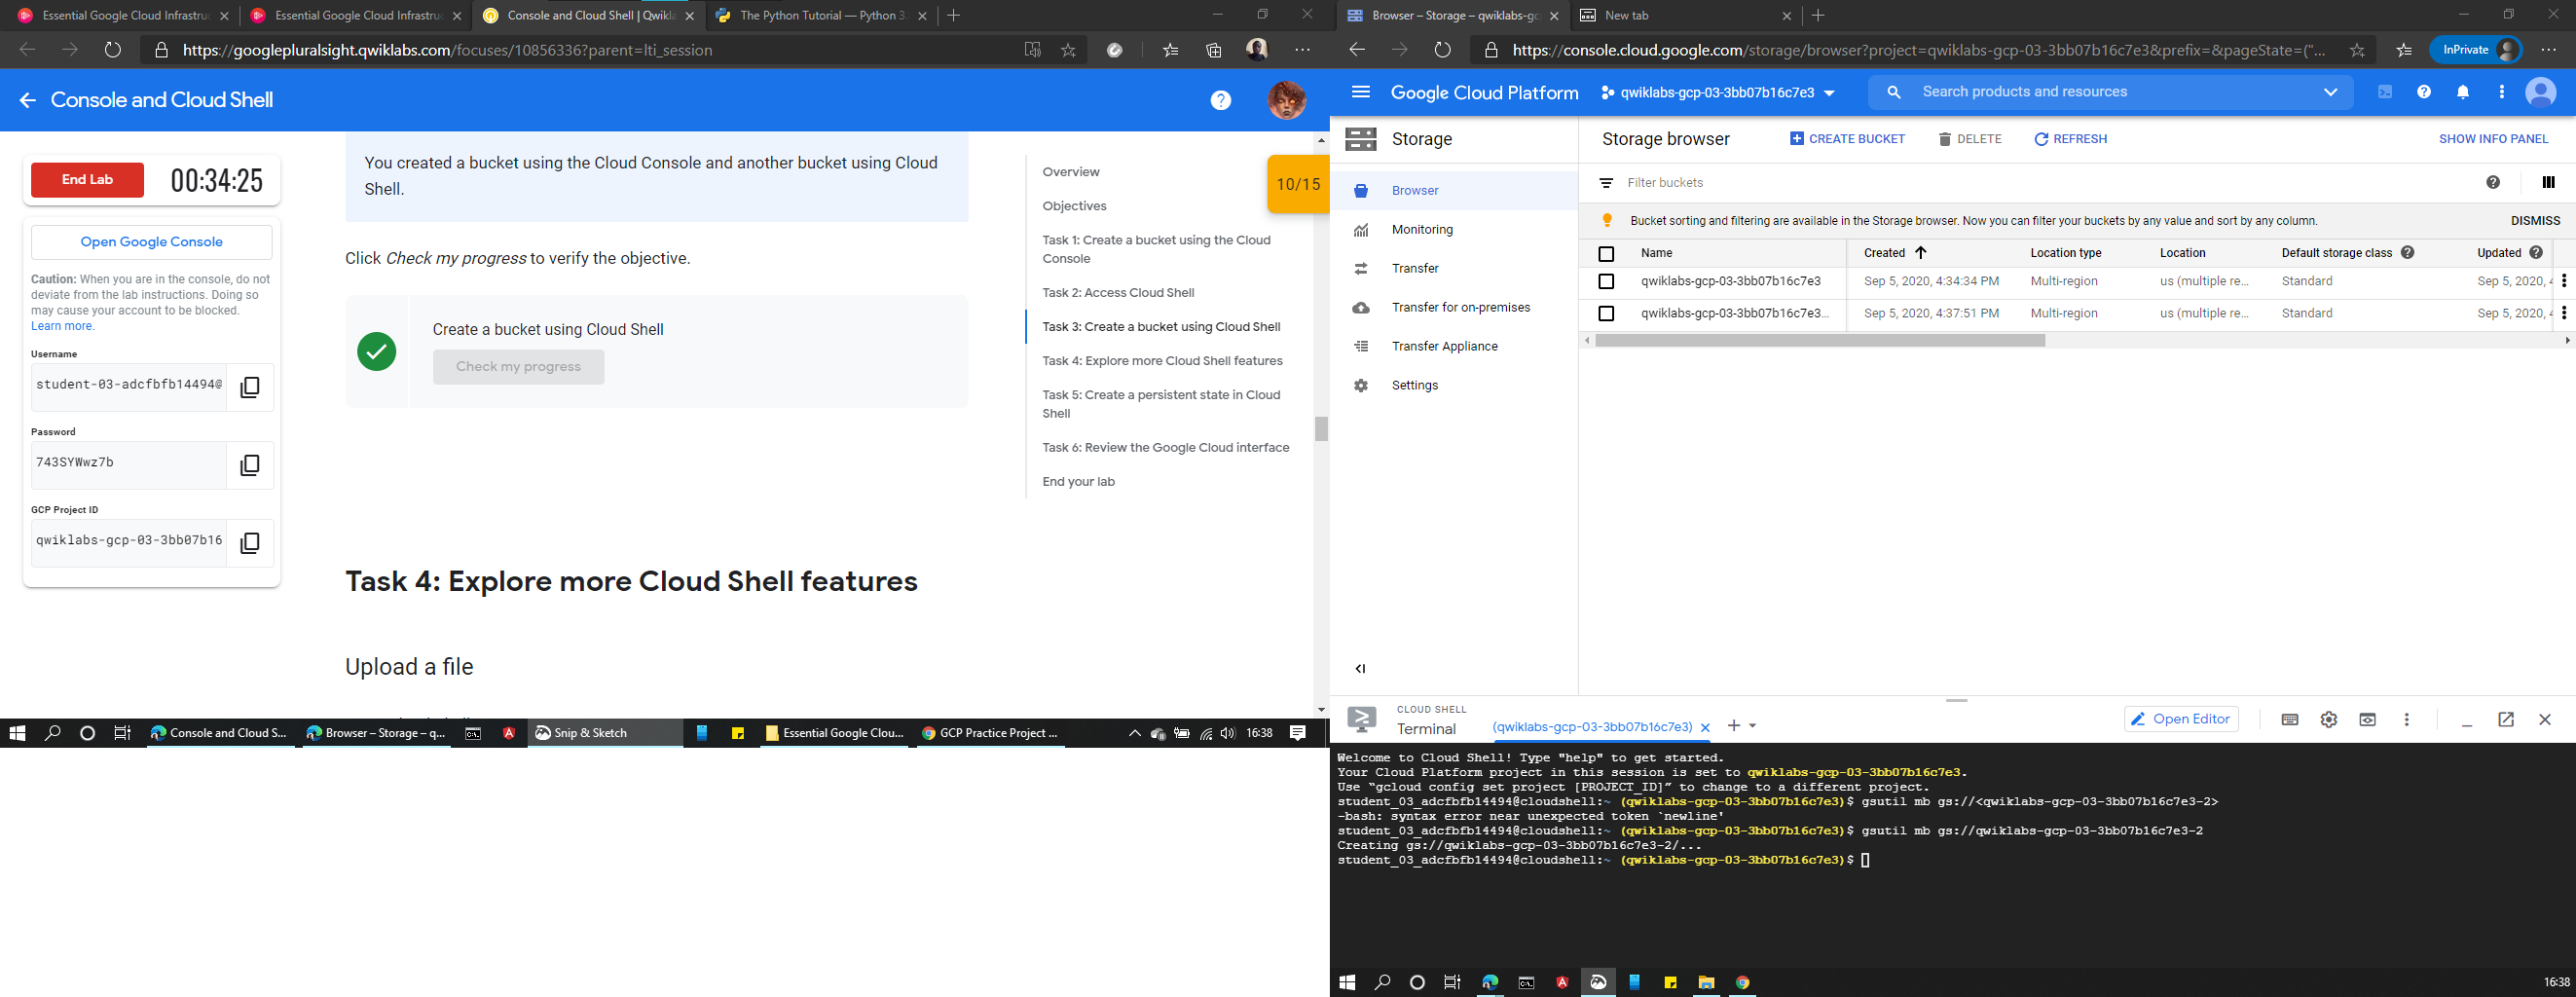 Essential Google Cloud Infrastruc
Essential Google Cloud Infrastruc
Console and Cloud Shell | Qwikla
The Python Tutorial — Python 3.
https://googlepluralsight.qwiklabs.com/focuses/10856336?parent=lti_session
Console and Cloud Shell
End Lab
00:34:25
Open Google Console
Caution: When you are in the console, do not
deviate from the lab instructions. Doing so
may cause your account to be blocked.
Learn more.
Username
student-03-adcfbfb14494@
Password
743SYWwz7b
GCP Project ID
qwiklabs-gcp-03-3bb07b16
You created a bucket using the Cloud Console and another bucket using Cloud
Shell.
Click Check my progress to verify the objective.
Create a bucket using Cloud Shell
Check my progress
Task 4: Explore more Cloud Shell features
Upload a file
10/15
Overview
Objectives
Task 1: Create a bucket using the Cloud
Console
Task 2: Access Cloud Shell
Task 3: Create a bucket using Cloud Shell
Task 4: Explore more Cloud Shell features
Task 5: Create a persistent state in Cloud
Shell
Task 6: Review the Google Cloud interface
End your lab
Console and Cloud S...
Browser – Storage – q...
Snip & Sketch
Essential Google Clou...
GCP Practice Project ...
16:38
Browser – Storage – qwiklabs-gc
New tab
https://console.cloud.google.com/storage/browser?project=qwiklabs-gcp-03-3bb07b16c7e3&prefix=&pageState=("...
InPrivate
Google Cloud Platform
qwiklabs-gcp-03-3bb07b16c7e3
Search products and resources
Storage
Browser
Monitoring
Transfer
Transfer for on-premises
Transfer Appliance
Settings
Storage browser
CREATE BUCKET
DELETE
REFRESH
SHOW INFO PANEL
Filter buckets
Bucket sorting and filtering are available in the Storage browser. Now you can filter your buckets by any value and sort by any column.
DISMISS
Name Created Location type Location Default storage class Updated
qwiklabs-gcp-03-3bb07b16c7e3 Sep 5, 2020, 4:34:34 PM Multi-region us (multiple re... Standard Sep 5, 2020, 4
qwiklabs-gcp-03-3bb07b16c7e3... Sep 5, 2020, 4:37:51 PM Multi-region us (multiple re... Standard Sep 5, 2020, 4
CLOUD SHELL
Terminal
(qwiklabs-gcp-03-3bb07b16c7e3)
Open Editor
Welcome to Cloud Shell! Type "help" to get started.
Your Cloud Platform project in this session is set to qwiklabs-gcp-03-3bb07b16c7e3.
Use “gcloud config set project [PROJECT_ID]” to change to a different project.
student_03_adcfbfb14494@cloudshell:~ (qwiklabs-gcp-03-3bb07b16c7e3)$ gsutil mb gs://<qwiklabs-gcp-03-3bb07b16c7e3-2>
-bash: syntax error near unexpected token `newline'
student_03_adcfbfb14494@cloudshell:~ (qwiklabs-gcp-03-3bb07b16c7e3)$ gsutil mb gs://qwiklabs-gcp-03-3bb07b16c7e3-2
Creating gs://qwiklabs-gcp-03-3bb07b16c7e3-2/...
student_03_adcfbfb14494@cloudshell:~ (qwiklabs-gcp-03-3bb07b16c7e3)$
16:38